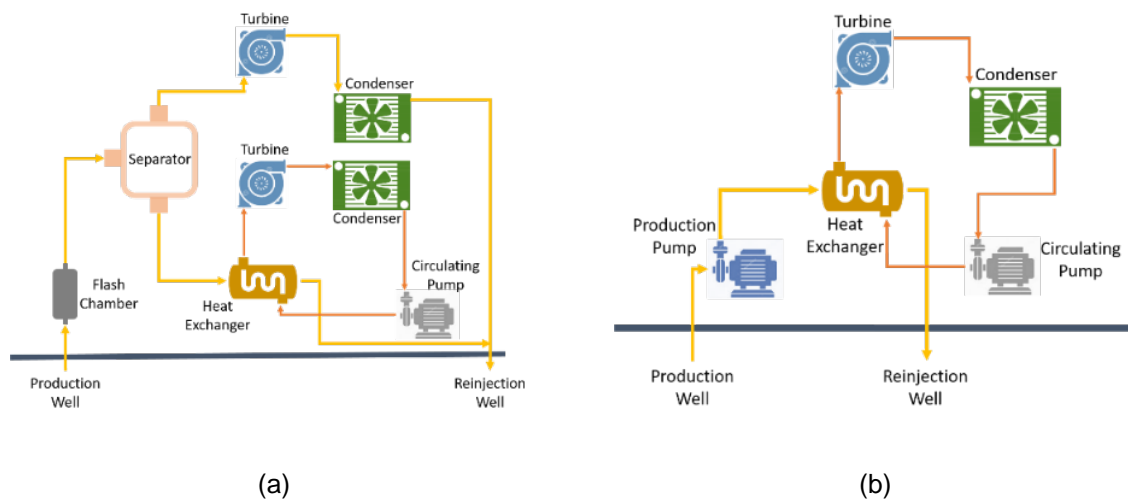 Turbine
Condenser
Separator
Turbine
Condenser
Flash
Chamber
Heat
Exchanger
Circulating
Pump
Production
Well
Reinjection
Well
(a)
Turbine
Condenser
Production
Pump
Heat
Exchanger
Circulating
Pump
Production
Well
Reinjection
Well
(b)